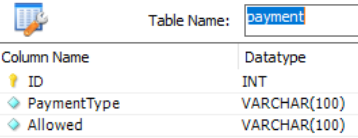 Table Name: payment
Column Name Datatype
ID INT
PaymentType VARCHAR(100)
Allowed VARCHAR(100)